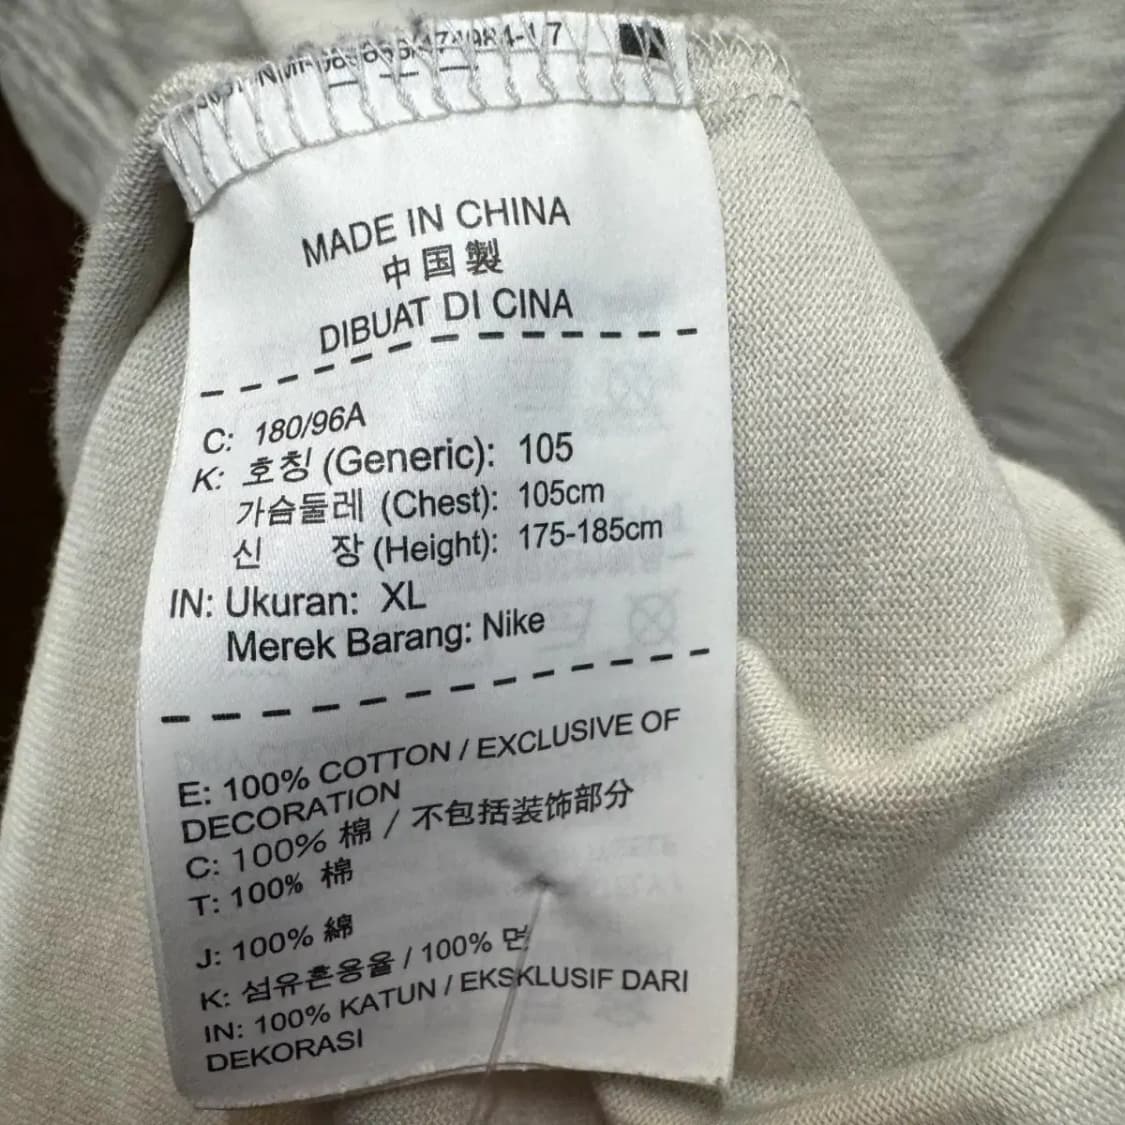 MADE IN CHINA
中国製
DIBUAT DI CINA
C: 180/96A
K: 호칭 (Generic): 105
가슴둘레 (Chest): 105cm
신 장 (Height): 175-185cm
IN: Ukuran: XL
Merek Barang: Nike
E: 100% COTTON / EXCLUSIVE OF
DECORATION
C: 100% 棉 / 不包括装饰部分
T: 100% 棉
J: 100% 綿
K: 섬유혼용율 / 100% 면
IN: 100% KATUN / EKSKLUSIF DARI
DEKORASI